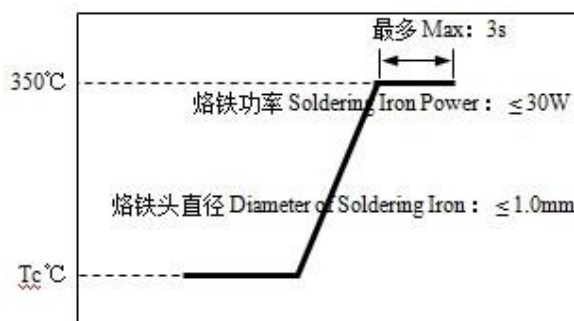 最多 Max：3s
350℃
烙铁功率 Soldering Iron Power：≤30W
烙铁头直径 Diameter of Soldering Iron：≤1.0mm
Tc℃